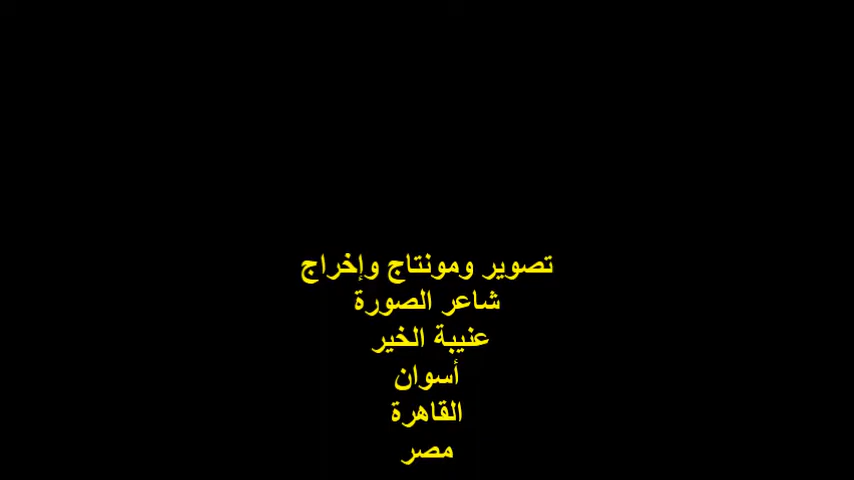 تصوير ومونتاج وإخراج
شاعر الصورة
عنيبة الخير
أسوان
القاهرة
مصر